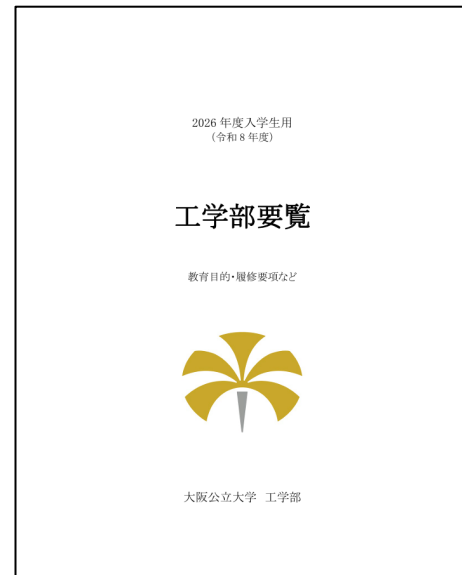 2026 年度入学生用
(令和 8 年度)
工学部要覧
教育目的・履修要項など
大阪公立大学 工学部